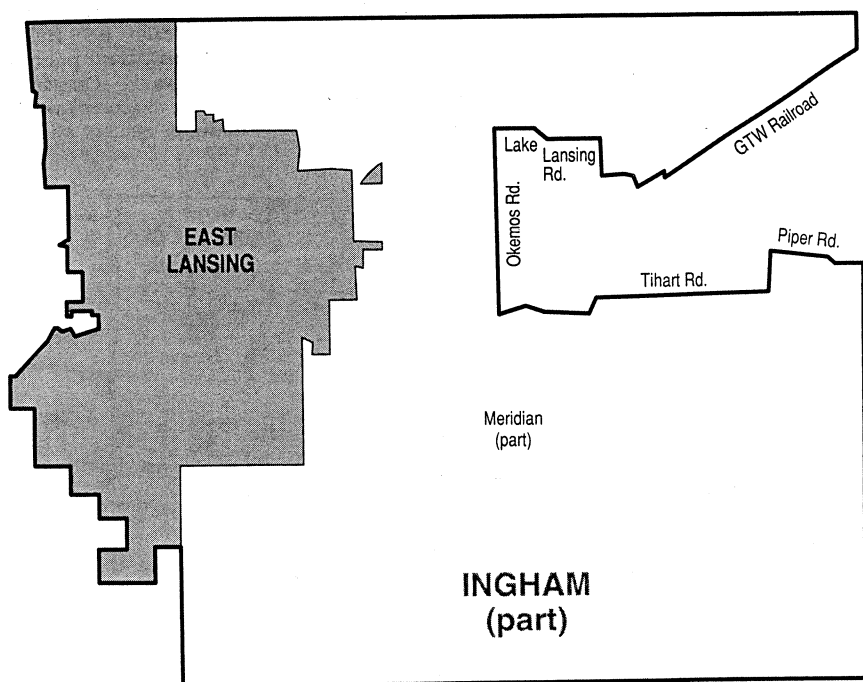 GTW Railroad
Lake
Lansing
Rd.
Okemos Rd.
EAST
LANSING
Piper Rd.
Tihart Rd.
Meridian
(part)
INGHAM
(part)